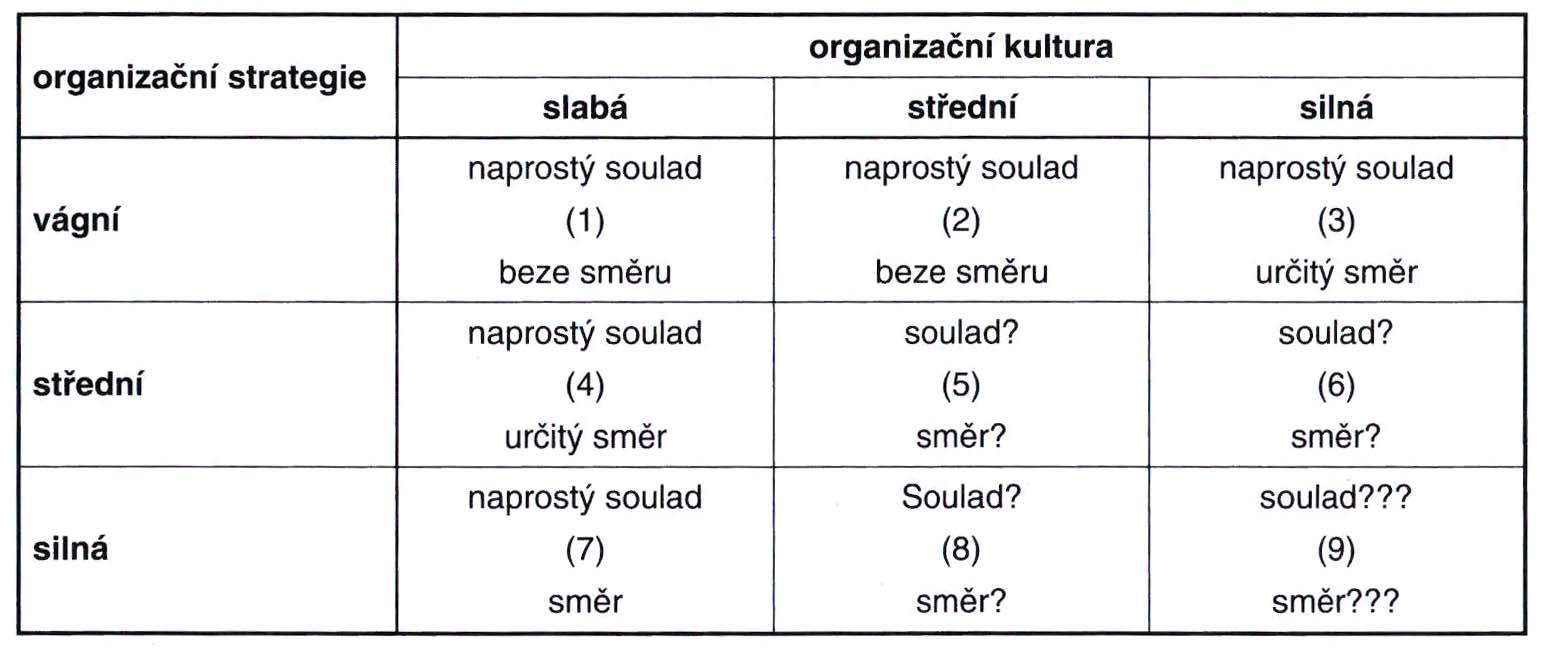 organizační strategie
organizační kultura
slabá
střední
silná
vágní
naprostý soulad
(1)
beze směru
naprostý soulad
(2)
beze směru
naprostý soulad
(3)
určitý směr
střední
naprostý soulad
(4)
určitý směr
soulad?
(5)
směr?
soulad?
(6)
směr?
silná
naprostý soulad
(7)
směr
Soulad?
(8)
směr?
soulad???
(9)
směr???